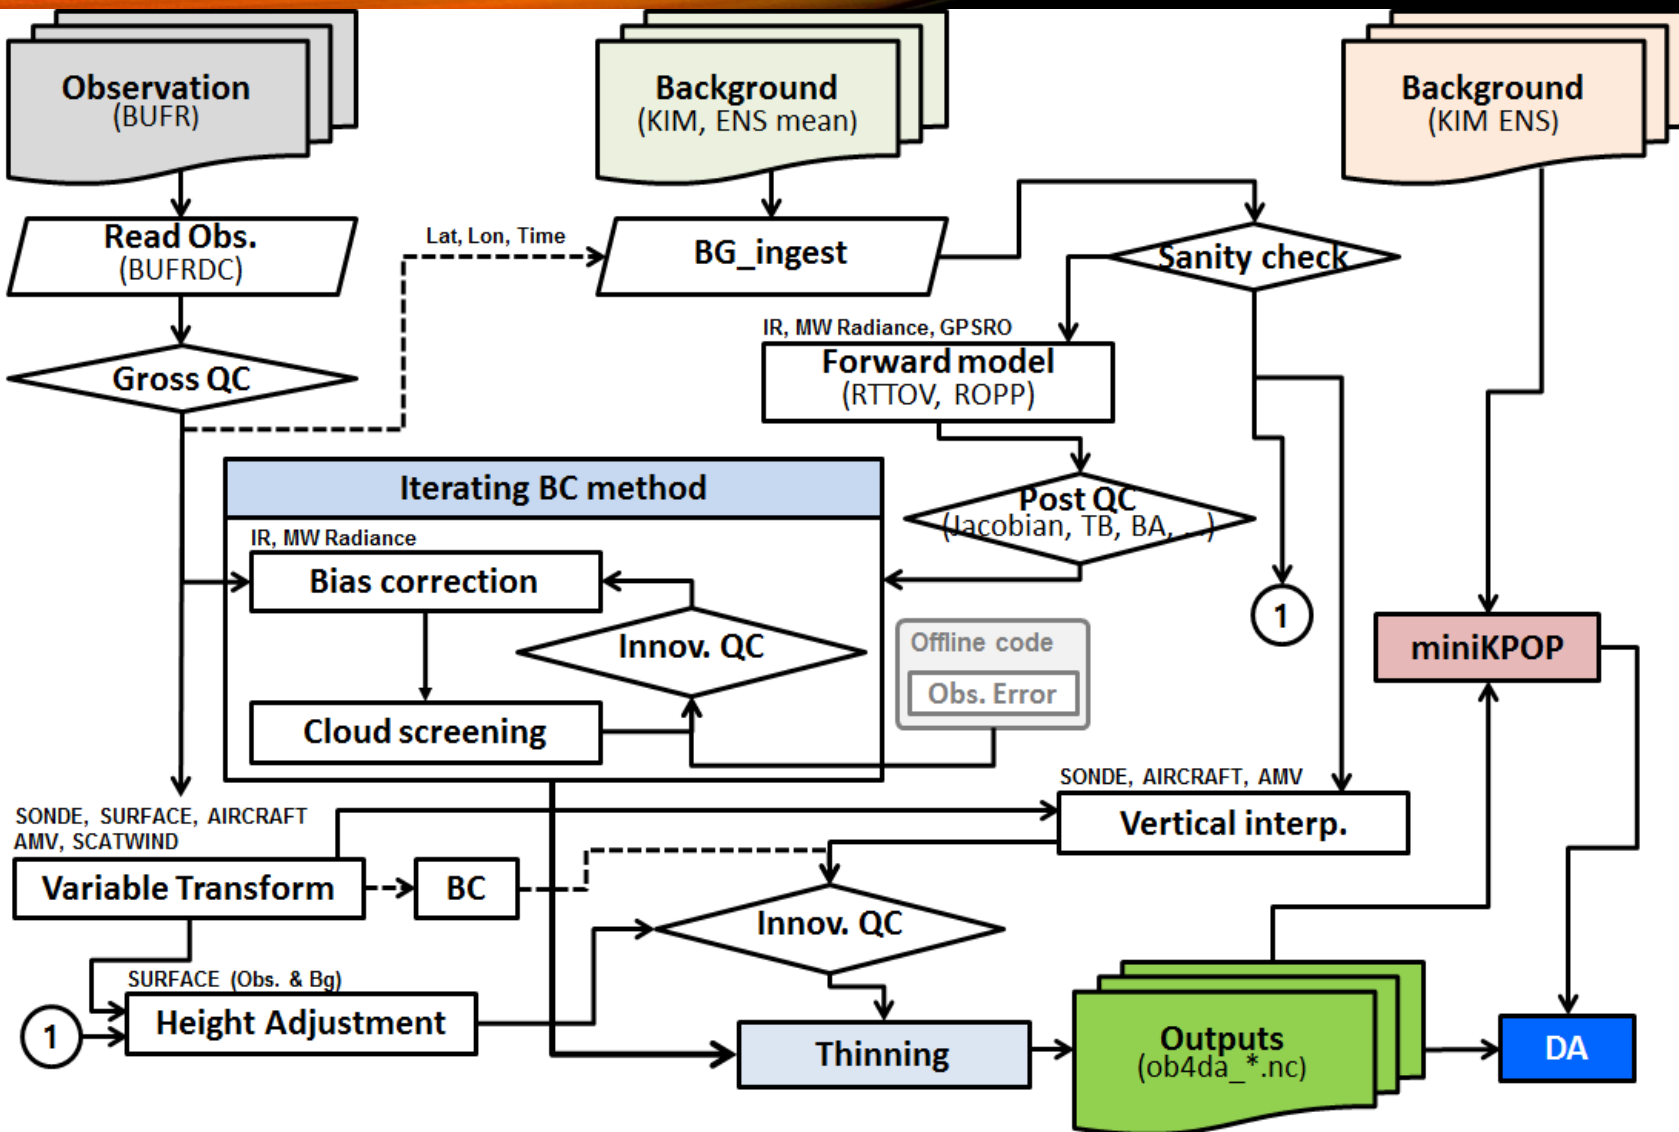 Observation
(BUFR)
Background
(KIM, ENS mean)
Background
(KIM ENS)
Read Obs.
(BUFRDC)
Lat, Lon, Time
BG_ingest
Sanity check
Gross QC
IR, MW Radiance, GPSRO
Forward model
(RTTOV, ROPP)
Iterating BC method
Post QC
(Jacobian, TB, BA, ...)
IR, MW Radiance
Bias correction
Innov. QC
Cloud screening
Offline code
Obs. Error
1
miniKPOP
SONDE, AIRCRAFT, AMV
Vertical interp.
SONDE, SURFACE, AIRCRAFT
AMV, SCATWIND
Variable Transform
BC
Innov. QC
SURFACE (Obs. & Bg)
1
Height Adjustment
Thinning
Outputs
(ob4da_*.nc)
DA